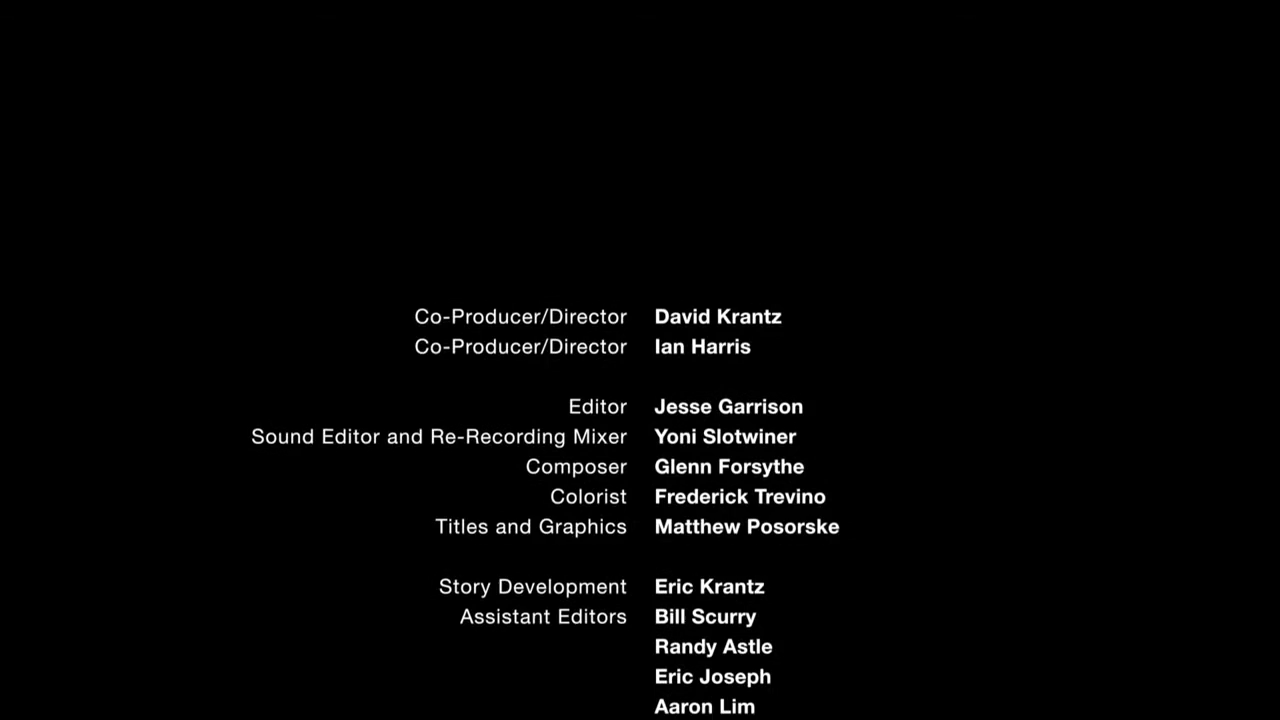 Co-Producer/Director David Krantz
Co-Producer/Director Ian Harris
Editor Jesse Garrison
Sound Editor and Re-Recording Mixer Yoni Slotwiner
Composer Glenn Forsythe
Colorist Frederick Trevino
Titles and Graphics Matthew Posorske
Story Development Eric Krantz
Assistant Editors Bill Scurry
Randy Astle
Eric Joseph
Aaron Lim